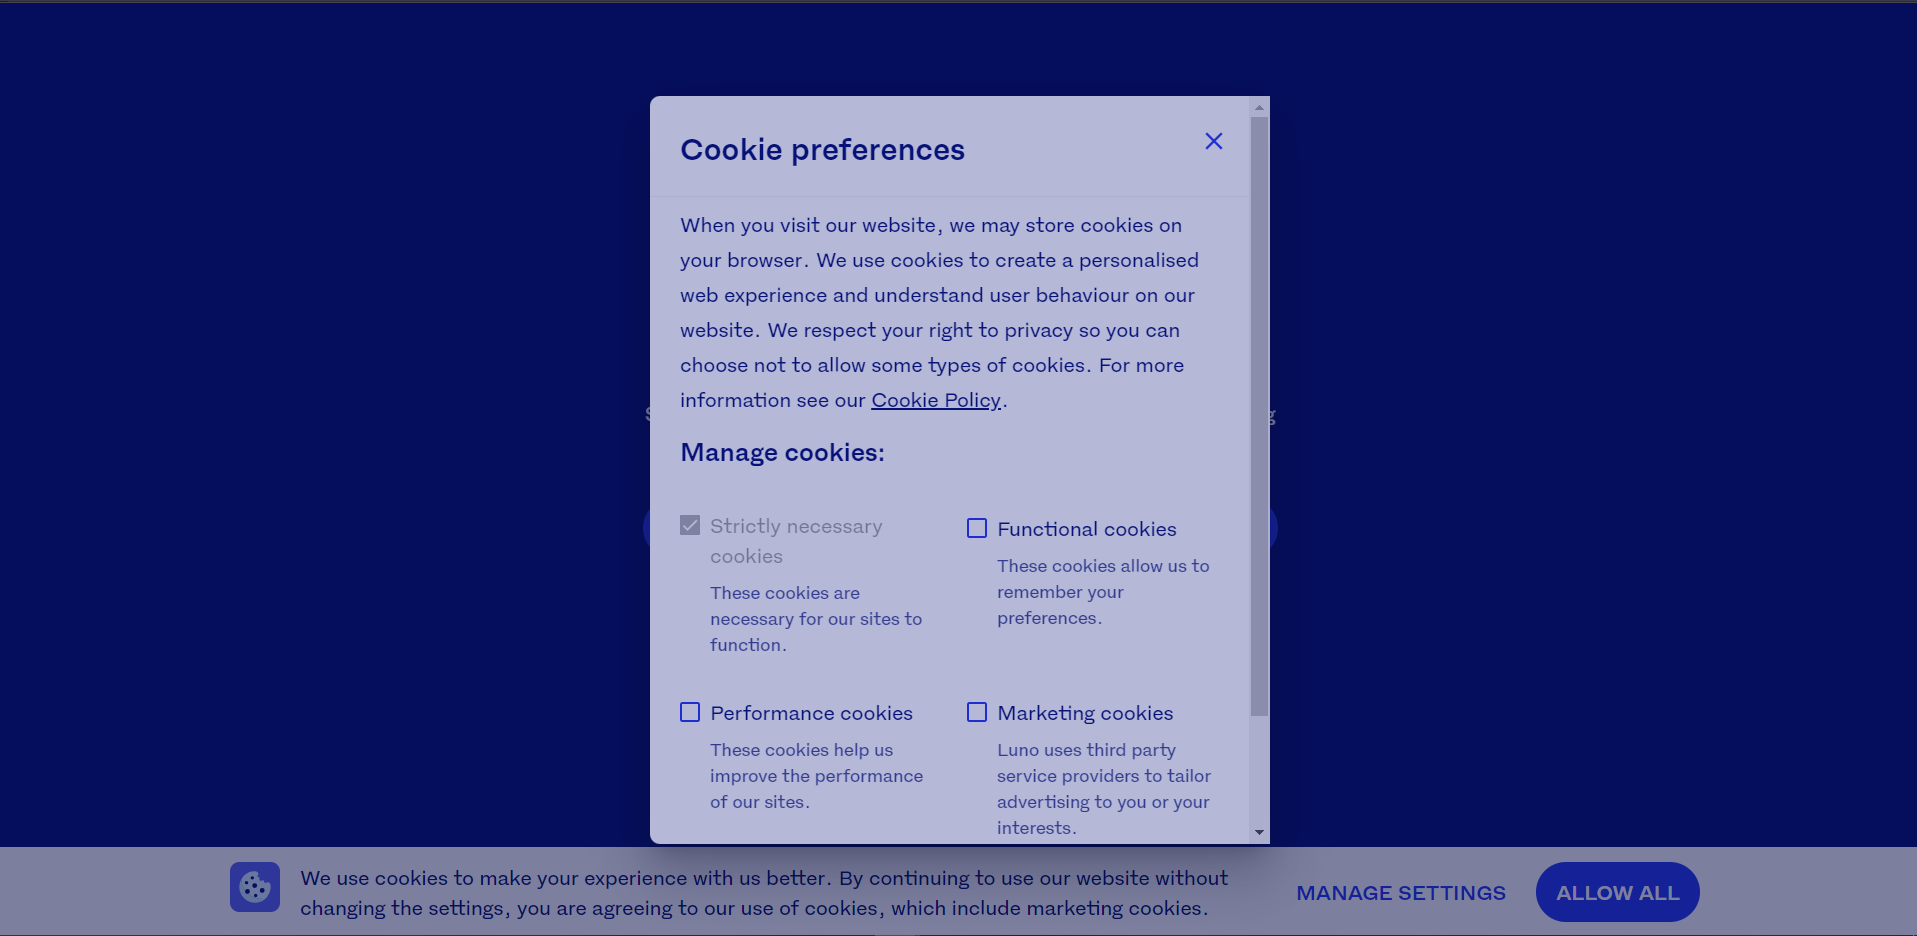 Cookie preferences
When you visit our website, we may store cookies on
your browser. We use cookies to create a personalised
web experience and understand user behaviour on our
website. We respect your right to privacy so you can
choose not to allow some types of cookies. For more
information see our Cookie Policy.
Manage cookies:
Strictly necessary
cookies
These cookies are
necessary for our sites to
function.
Functional cookies
These cookies allow us to
remember your
preferences.
Performance cookies
These cookies help us
improve the performance
of our sites.
Marketing cookies
Luno uses third party
service providers to tailor
advertising to you or your
interests.
We use cookies to make your experience with us better. By continuing to use our website without
changing the settings, you are agreeing to our use of cookies, which include marketing cookies.
MANAGE SETTINGS
ALLOW ALL